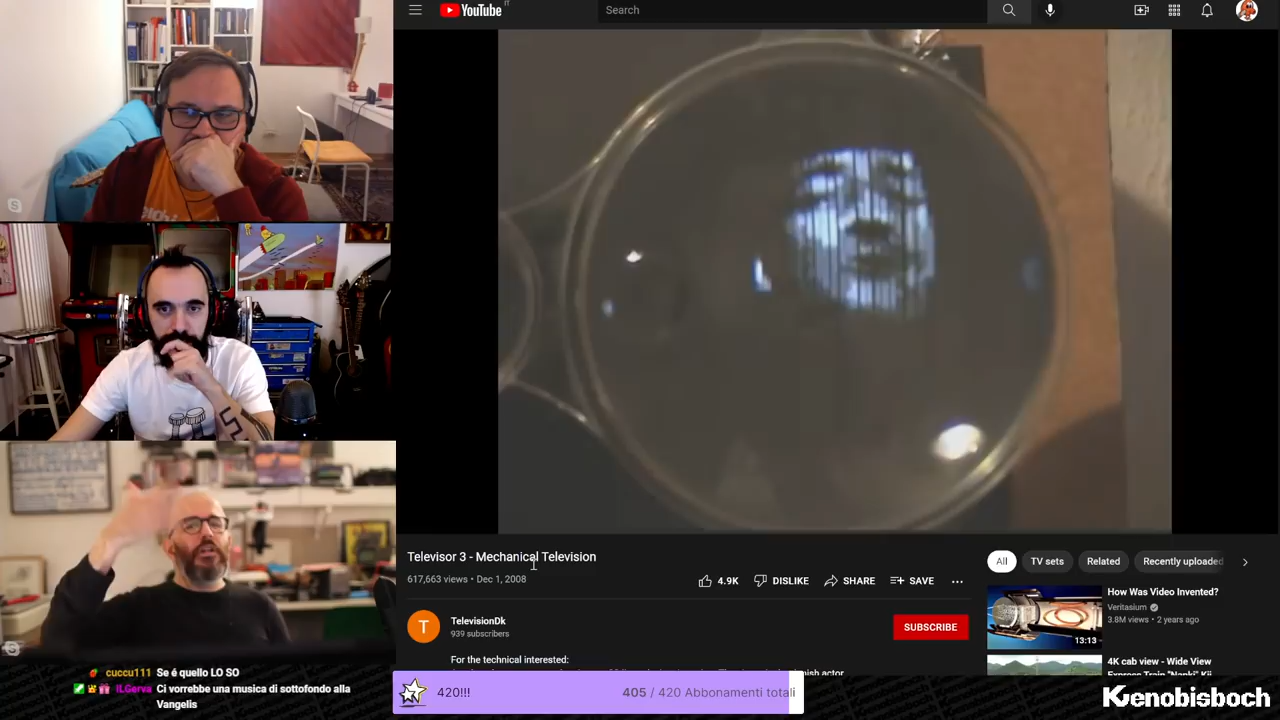 YouTube
IT
Search
Televisor 3 - Mechanical Television
617,663 views • Dec 1, 2008
4.9K
DISLIKE
SHARE
SAVE
All
TV sets
Related
Recently uploaded
T
TelevisionDk
939 subscribers
SUBSCRIBE
For the technical interested:
How Was Video Invented?
Veritasium
3.8M views • 2 years ago
13:13
4K cab view - Wide View
cuccu111 Se é quello LO SO
ILGerva Ci vorrebbe una musica di sottofondo alla
Vangelis
420!!!
405 / 420 Abbonamenti totali
Kenobisboch